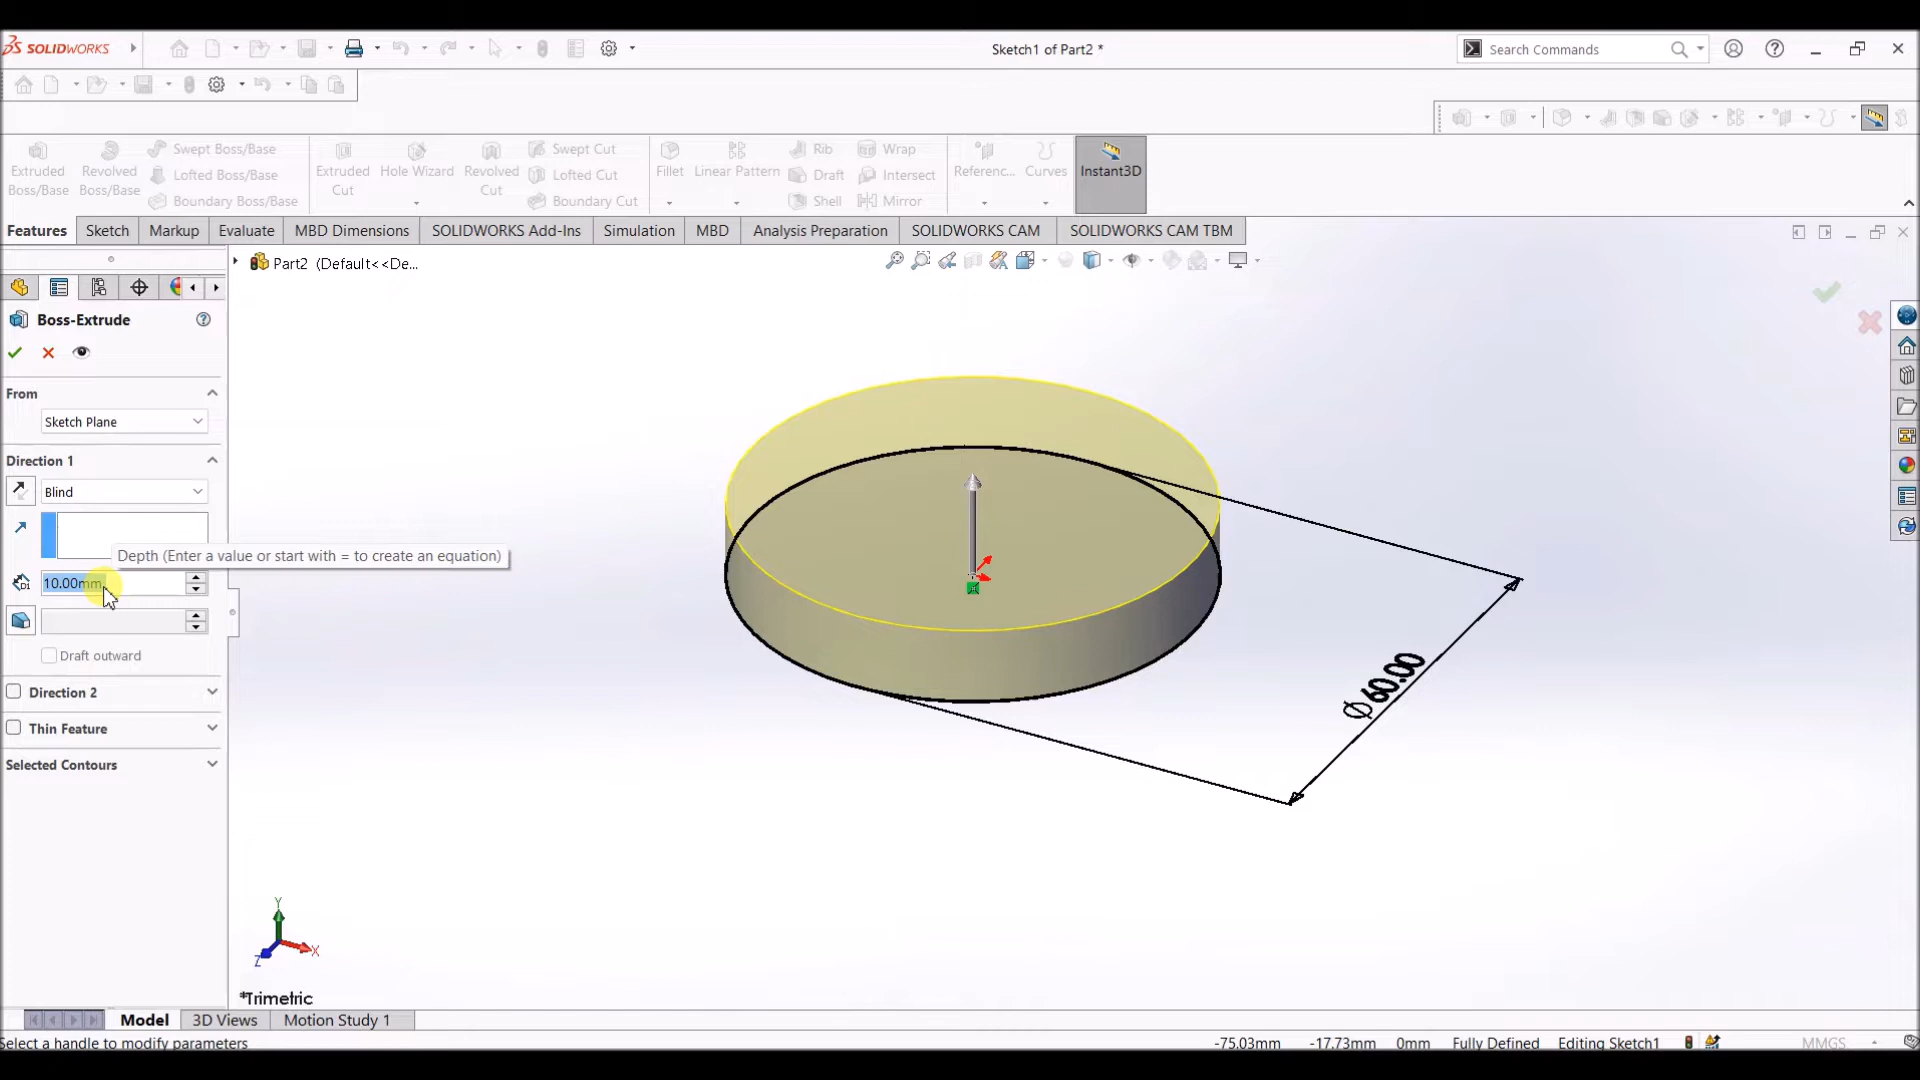 SOLIDWORKS
Sketch1 of Part2 *
Search Commands
Extruded Boss/Base
Revolved Boss/Base
Swept Boss/Base
Lofted Boss/Base
Boundary Boss/Base
Extruded Cut
Hole Wizard
Revolved Cut
Swept Cut
Lofted Cut
Boundary Cut
Fillet
Linear Pattern
Rib
Draft
Shell
Wrap
Intersect
Mirror
Referenc...
Curves
Instant3D
Features
Sketch
Markup
Evaluate
MBD Dimensions
SOLIDWORKS Add-Ins
Simulation
MBD
Analysis Preparation
SOLIDWORKS CAM
SOLIDWORKS CAM TBM
Part2 (Default<<De...
Boss-Extrude
From
Sketch Plane
Direction 1
Blind
Depth (Enter a value or start with = to create an equation)
10.00mm
Draft outward
Direction 2
Thin Feature
Selected Contours
Ø60.00
Y
X
Z
*Trimetric
Model
3D Views
Motion Study 1
Select a handle to modify parameters
-75.03mm
-17.73mm
0mm
Fully Defined
Editing Sketch1
MMGS